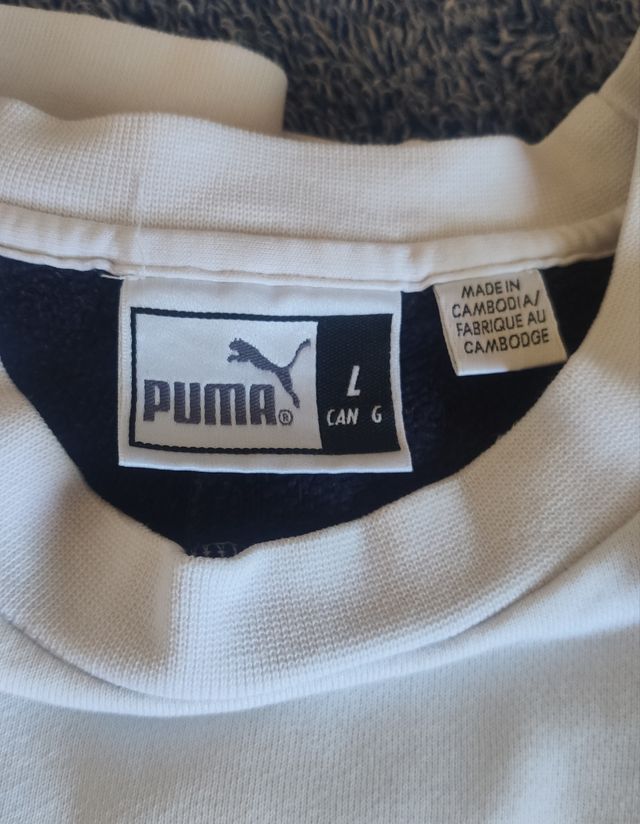 PUMA®
L
CAN G
MADE IN
CAMBODIA/
FABRIQUE AU
CAMBODGE